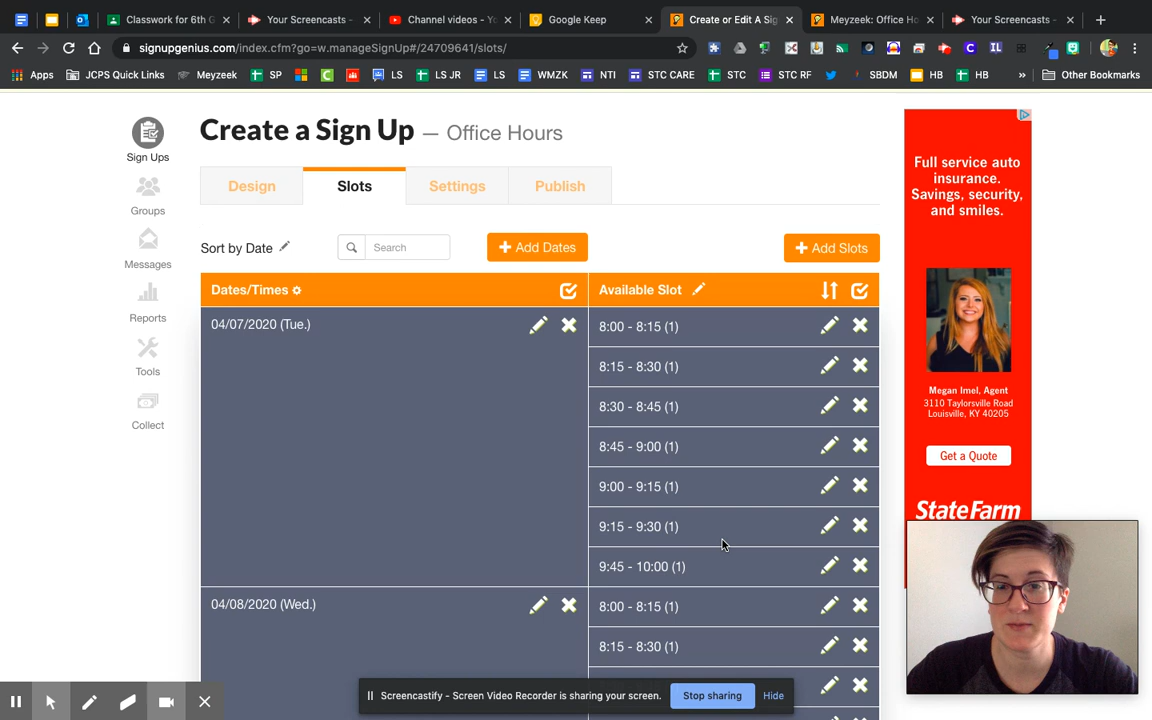 Classwork for 6th G
Your Screencasts -
Channel videos - Yo
Google Keep
Create or Edit A Sig
Meyzeek: Office Ho
Your Screencasts -
signupgenius.com/index.cfm?go=w.manageSignUp#/24709641/slots/
Apps
JCPS Quick Links
Meyzeek
SP
LS
LS JR
LS
WMZK
NTI
STC CARE
STC
STC RF
SBDM
HB
HB
»
Other Bookmarks
Create a Sign Up — Office Hours
Sign Ups
Groups
Messages
Reports
Tools
Collect
Design
Slots
Settings
Publish
Sort by Date
Search
+ Add Dates
+ Add Slots
Dates/Times
Available Slot
04/07/2020 (Tue.)
8:00 - 8:15 (1)
8:15 - 8:30 (1)
8:30 - 8:45 (1)
8:45 - 9:00 (1)
9:00 - 9:15 (1)
9:15 - 9:30 (1)
9:45 - 10:00 (1)
04/08/2020 (Wed.)
8:00 - 8:15 (1)
8:15 - 8:30 (1)
Full service auto
insurance.
Savings, security,
and smiles.
Megan Imel, Agent
3110 Taylorsville Road
Louisville, KY 40205
Get a Quote
StateFarm
Screencastify - Screen Video Recorder is sharing your screen.
Stop sharing
Hide